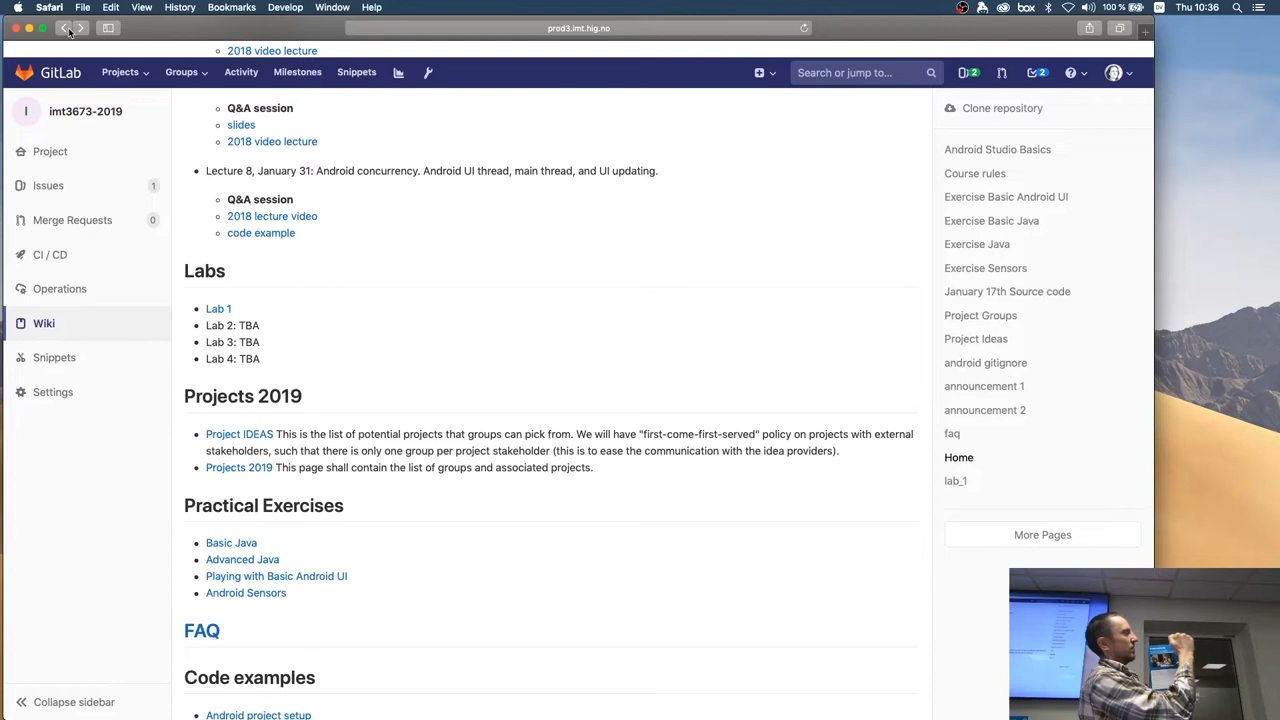 Safari File Edit View History Bookmarks Develop Window Help box 100 % Thu 10:36
prod3.imt.hig.no
2018 video lecture
GitLab Projects Groups Activity Milestones Snippets Search or jump to... 2 2
I imt3673-2019
Project
Issues 1
Merge Requests 0
CI / CD
Operations
Wiki
Snippets
Settings
Collapse sidebar
Q&A session
slides
2018 video lecture
Lecture 8, January 31: Android concurrency. Android UI thread, main thread, and UI updating.
Q&A session
2018 lecture video
code example
Labs
Lab 1
Lab 2: TBA
Lab 3: TBA
Lab 4: TBA
Projects 2019
Project IDEAS This is the list of potential projects that groups can pick from. We will have "first-come-first-served" policy on projects with external
stakeholders, such that there is only one group per project stakeholder (this is to ease the communication with the idea providers).
Projects 2019 This page shall contain the list of groups and associated projects.
Practical Exercises
Basic Java
Advanced Java
Playing with Basic Android UI
Android Sensors
FAQ
Code examples
Android project setup
Clone repository
Android Studio Basics
Course rules
Exercise Basic Android UI
Exercise Basic Java
Exercise Java
Exercise Sensors
January 17th Source code
Project Groups
Project Ideas
android gitignore
announcement 1
announcement 2
faq
Home
lab_1
More Pages